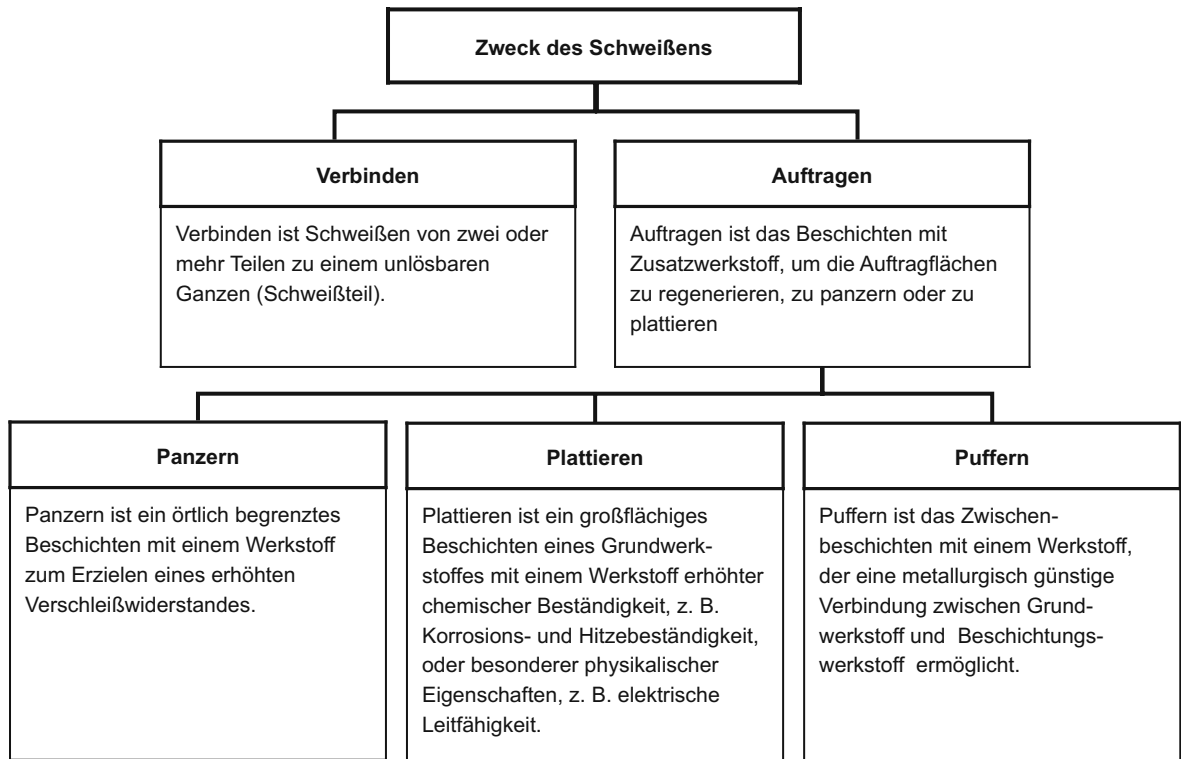 Zweck des Schweißens
Verbinden
Verbinden ist Schweißen von zwei oder
mehr Teilen zu einem unlösbaren
Ganzen (Schweißteil).
Auftragen
Auftragen ist das Beschichten mit
Zusatzwerkstoff, um die Auftragflächen
zu regenerieren, zu panzern oder zu
plattieren
Panzern
Panzern ist ein örtlich begrenztes
Beschichten mit einem Werkstoff
zum Erzielen eines erhöhten
Verschleißwiderstandes.
Plattieren
Plattieren ist ein großflächiges
Beschichten eines Grundwerk-
stoffes mit einem Werkstoff erhöhter
chemischer Beständigkeit, z. B.
Korrosions- und Hitzebeständigkeit,
oder besonderer physikalischer
Eigenschaften, z. B. elektrische
Leitfähigkeit.
Puffern
Puffern ist das Zwischen-
beschichten mit einem Werkstoff,
der eine metallurgisch günstige
Verbindung zwischen Grund-
werkstoff und Beschichtungs-
werkstoff ermöglicht.